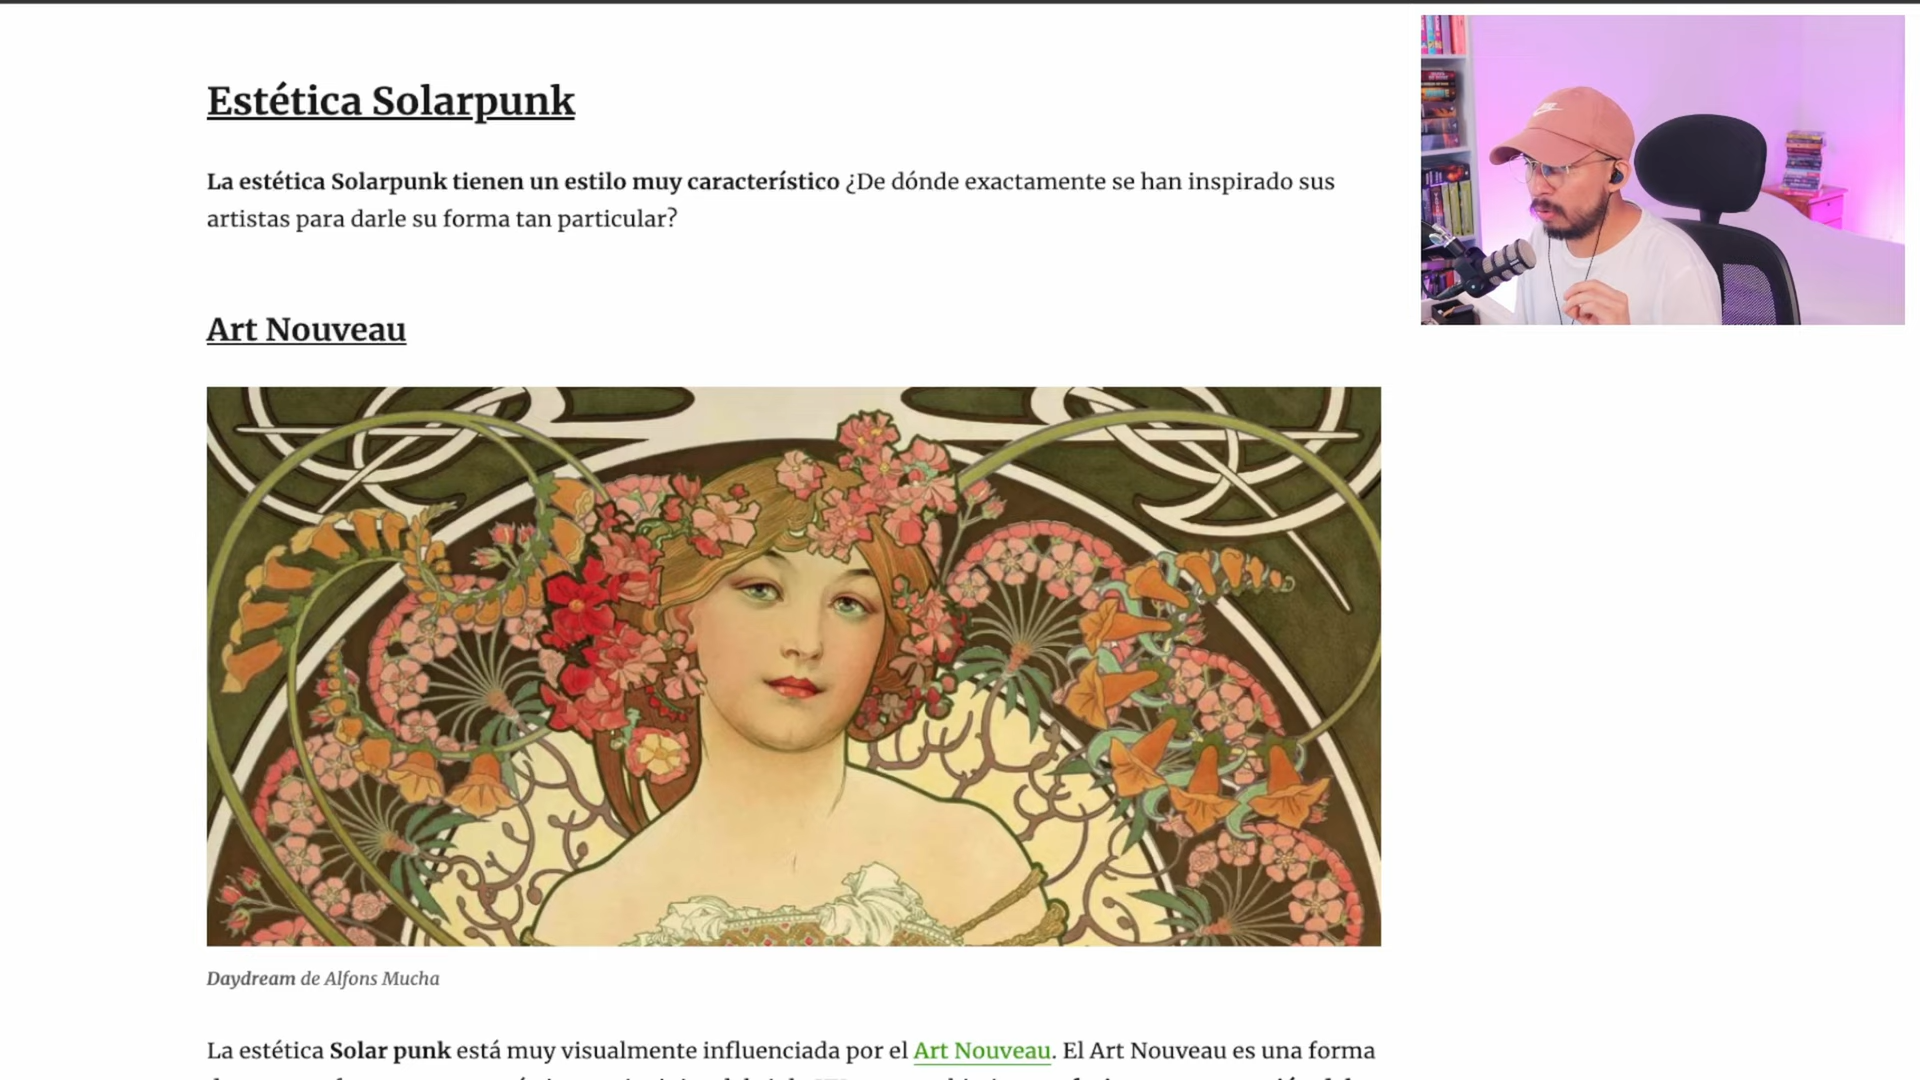 Estética Solarpunk
La estética Solarpunk tienen un estilo muy característico ¿De dónde exactamente se han inspirado sus
artistas para darle su forma tan particular?
Art Nouveau
Daydream de Alfons Mucha
La estética Solar punk está muy visualmente influenciada por el Art Nouveau. El Art Nouveau es una forma